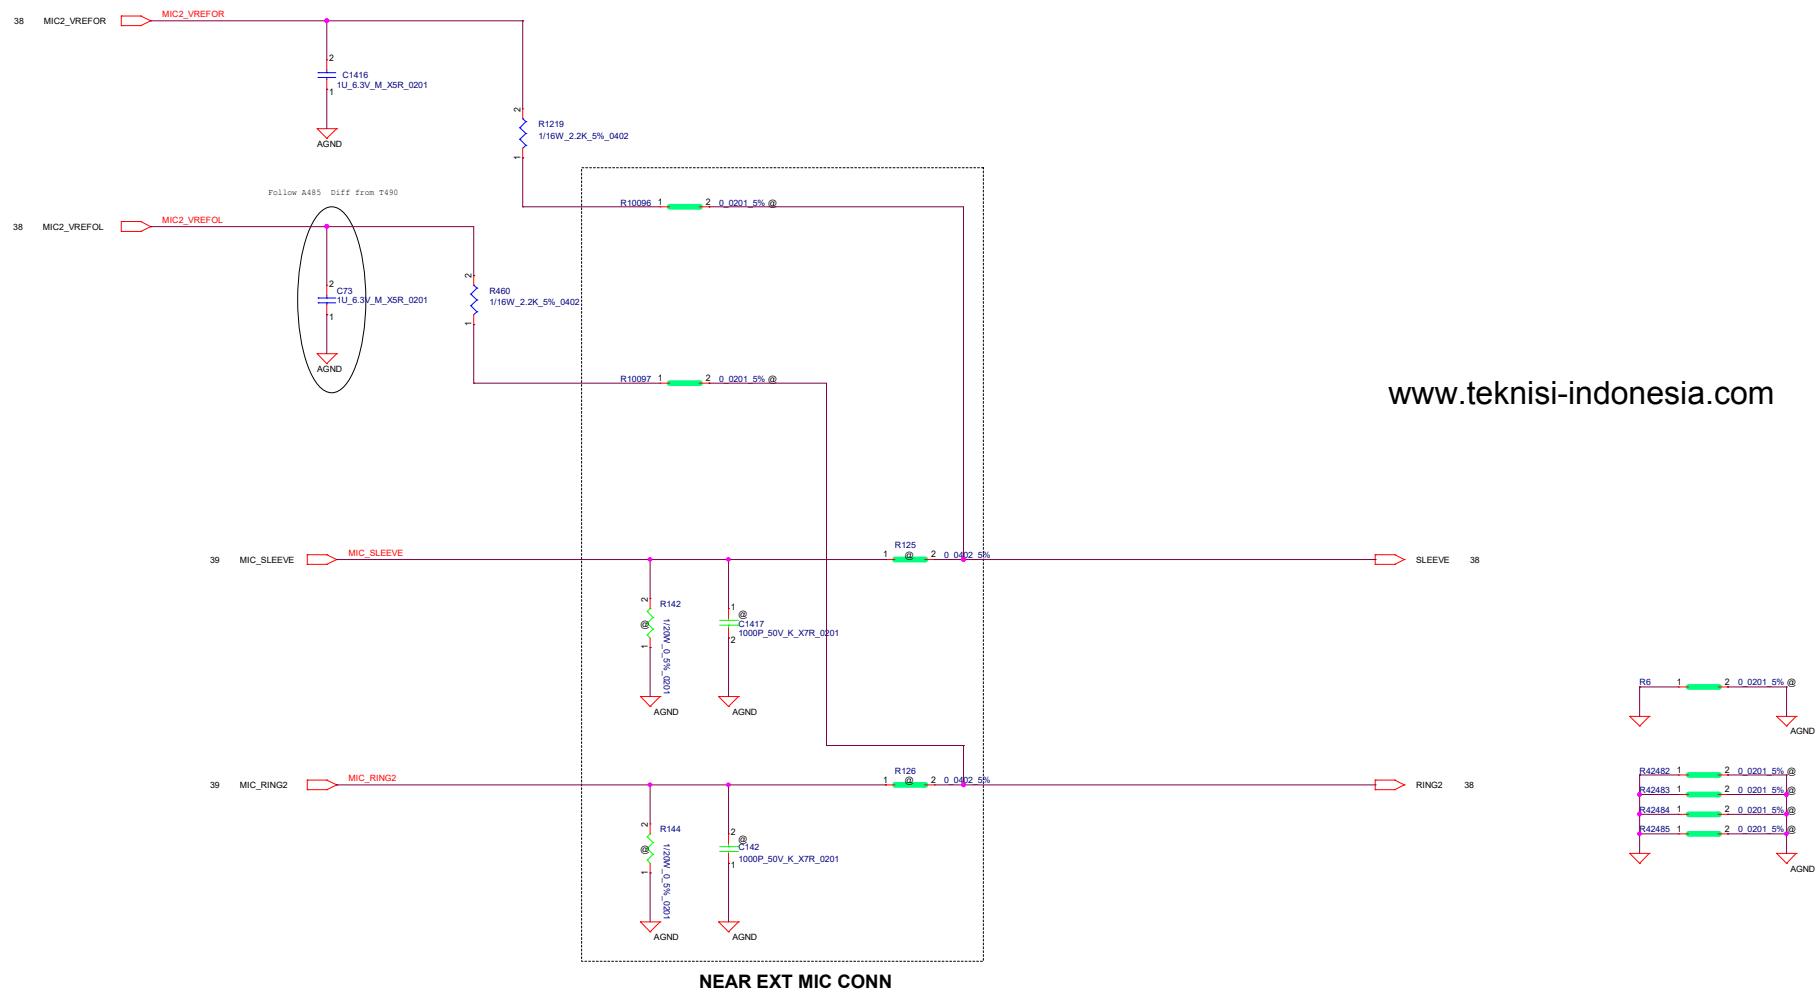 38 MIC2_VREFOR MIC2_VREFOR
2
C1416
1U_6.3V_M_X5R_0201
1
AGND
2
R1219
1/16W_2.2K_5%_0402
1
Follow A485 Diff from T490
R10096 1 2 0_0201_5% @
38 MIC2_VREFOL MIC2_VREFOL
2
C73
1U_6.3V_M_X5R_0201
1
AGND
2
R460
1/16W_2.2K_5%_0402
1
R10097 1 2 0_0201_5% @
www.teknisi-indonesia.com
R125
39 MIC_SLEEVE MIC_SLEEVE 1 @ 2 0_0402_5% SLEEVE 38
2
R142
@
1/20W_0_5%_0201
1
AGND
1
@
C1417
1000P_50V_K_X7R_0201
2
AGND
R6 1 2 0_0201_5% @
AGND
R126
39 MIC_RING2 MIC_RING2 1 @ 2 0_0402_5% RING2 38
R42482 1 2 0_0201_5% @
R42483 1 2 0_0201_5% @
R42484 1 2 0_0201_5% @
R42485 1 2 0_0201_5% @
AGND
2
R144
@
1/20W_0_5%_0201
1
AGND
2
@
C142
1000P_50V_K_X7R_0201
1
AGND
NEAR EXT MIC CONN